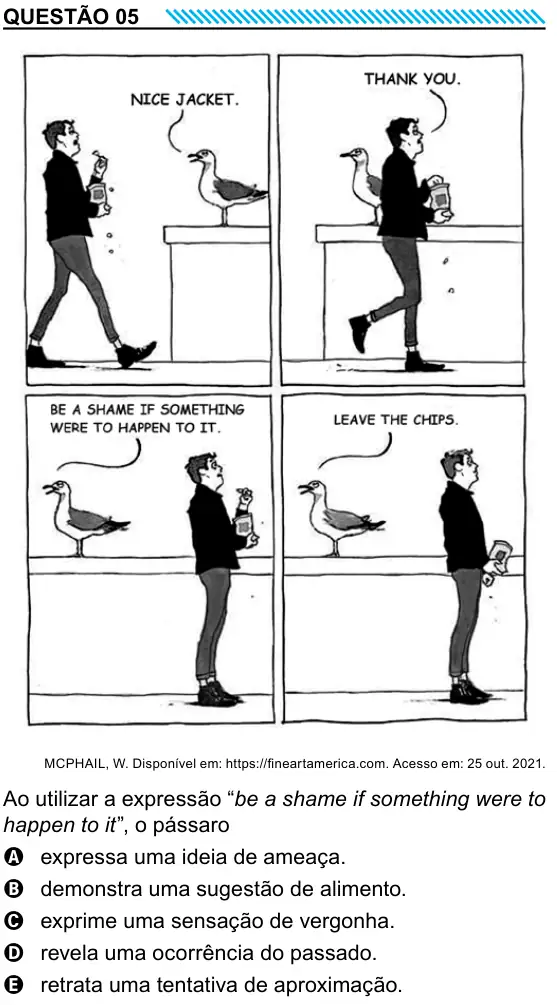 QUESTÃO 05
NICE JACKET.
THANK YOU.
BE A SHAME IF SOMETHING
WERE TO HAPPEN TO IT.
LEAVE THE CHIPS.
MCPHAIL, W. Disponível em: https://fineartamerica.com. Acesso em: 25 out. 2021.
Ao utilizar a expressão “be a shame if something were to
happen to it”, o pássaro
A expressa uma ideia de ameaça.
B demonstra uma sugestão de alimento.
C exprime uma sensação de vergonha.
D revela uma ocorrência do passado.
E retrata uma tentativa de aproximação.